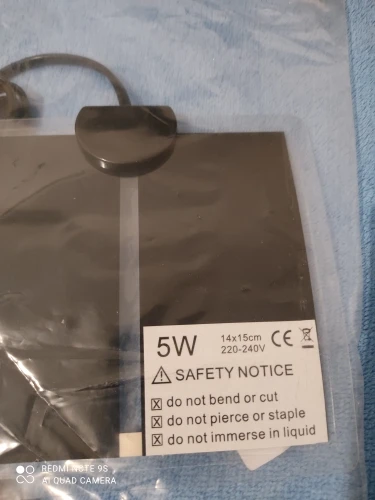 5W 14x15cm CE
220-240V
SAFETY NOTICE
do not bend or cut
do not pierce or staple
do not immerse in liquid
REDMI NOTE 9S
AI QUAD CAMERA